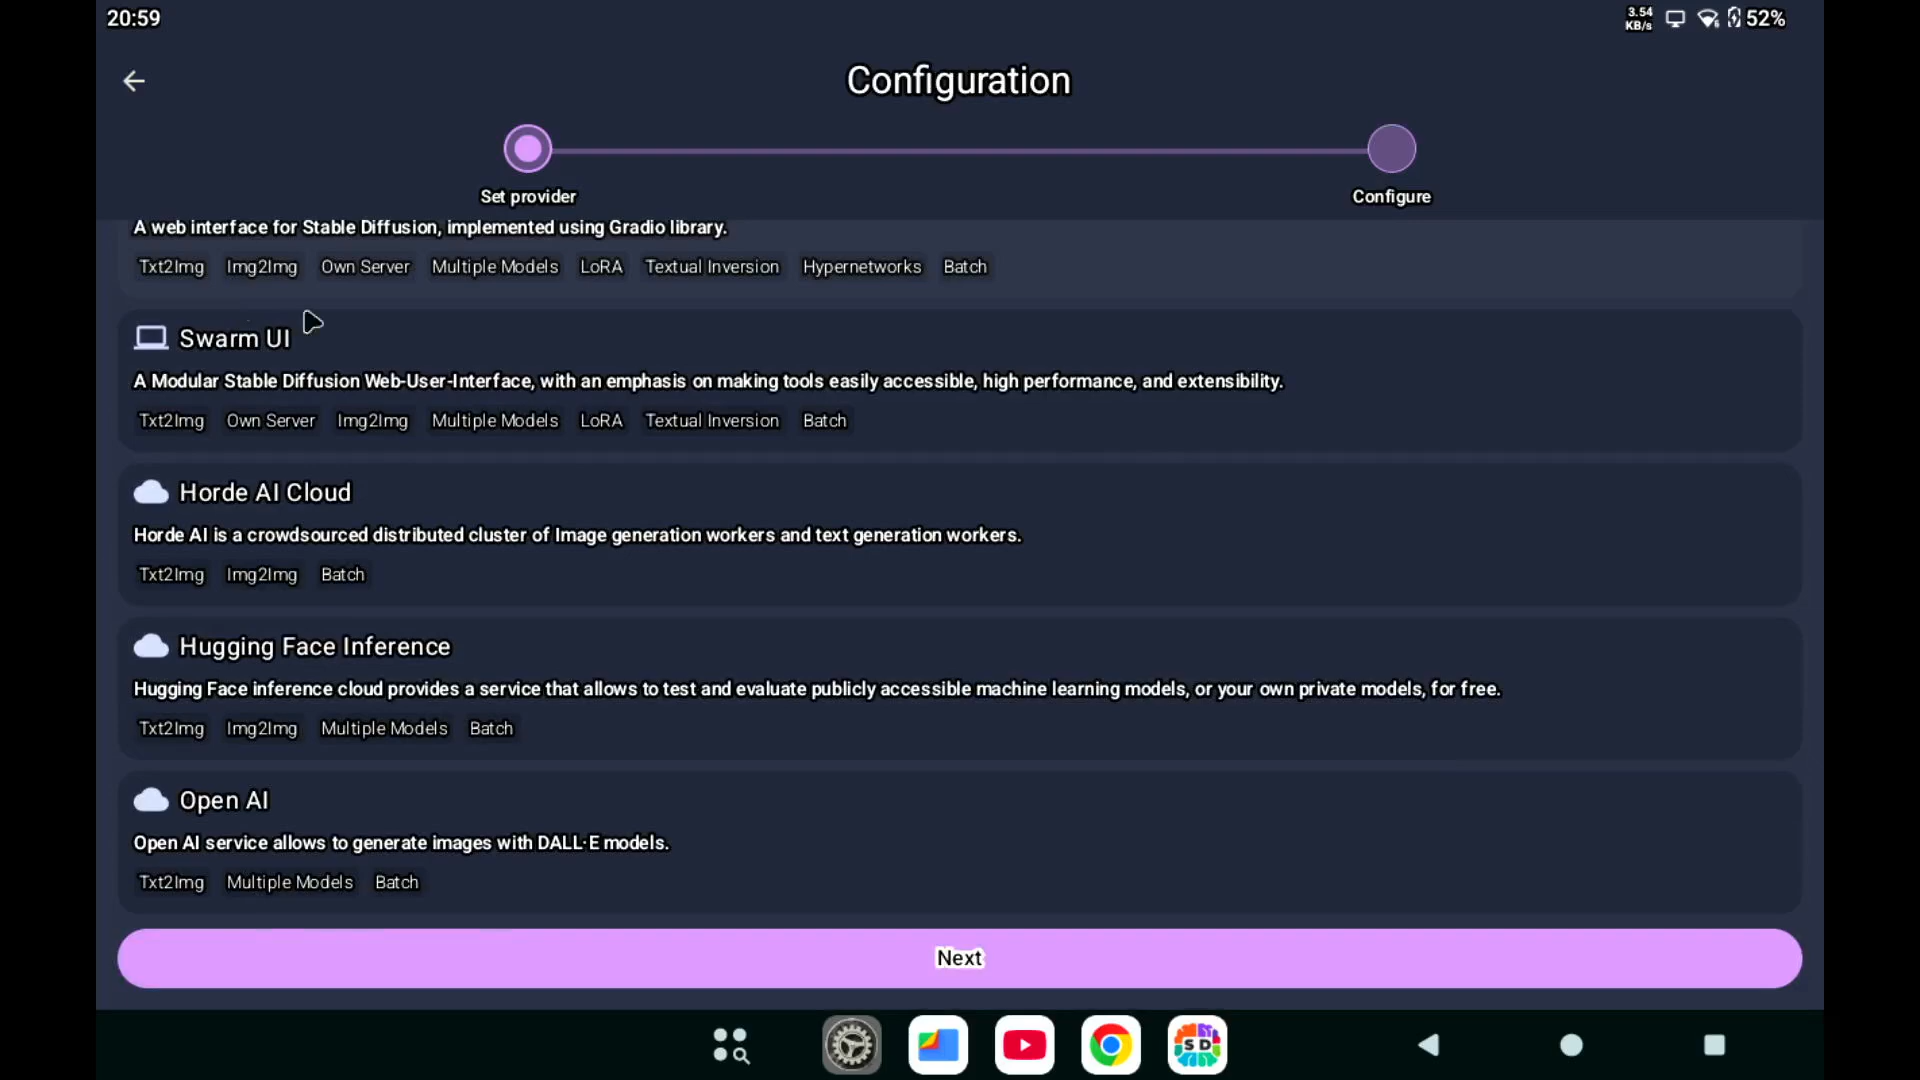 20:59
3.54 KB/s
52%
Configuration
Set provider
Configure
A web interface for Stable Diffusion, implemented using Gradio library.
Txt2Img Img2Img Own Server Multiple Models LoRA Textual Inversion Hypernetworks Batch
Swarm UI
A Modular Stable Diffusion Web-User-Interface, with an emphasis on making tools easily accessible, high performance, and extensibility.
Txt2Img Own Server Img2Img Multiple Models LoRA Textual Inversion Batch
Horde AI Cloud
Horde AI is a crowdsourced distributed cluster of Image generation workers and text generation workers.
Txt2Img Img2Img Batch
Hugging Face Inference
Hugging Face inference cloud provides a service that allows to test and evaluate publicly accessible machine learning models, or your own private models, for free.
Txt2Img Img2Img Multiple Models Batch
Open AI
Open AI service allows to generate images with DALL·E models.
Txt2Img Multiple Models Batch
Next
SD